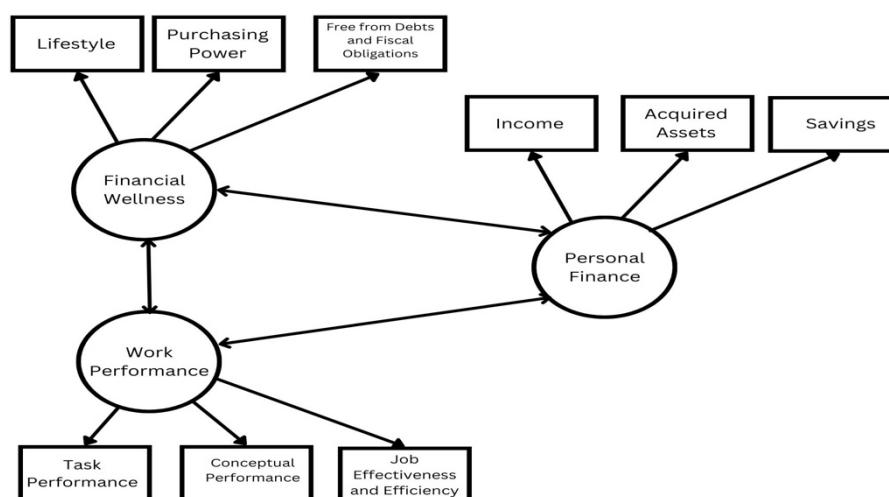 Lifestyle
Purchasing
Power
Free from Debts
and Fiscal
Obligations
Income
Acquired
Assets
Savings
Financial
Wellness
Personal
Finance
Work
Performance
Task
Performance
Conceptual
Performance
Job
Effectiveness
and Efficiency